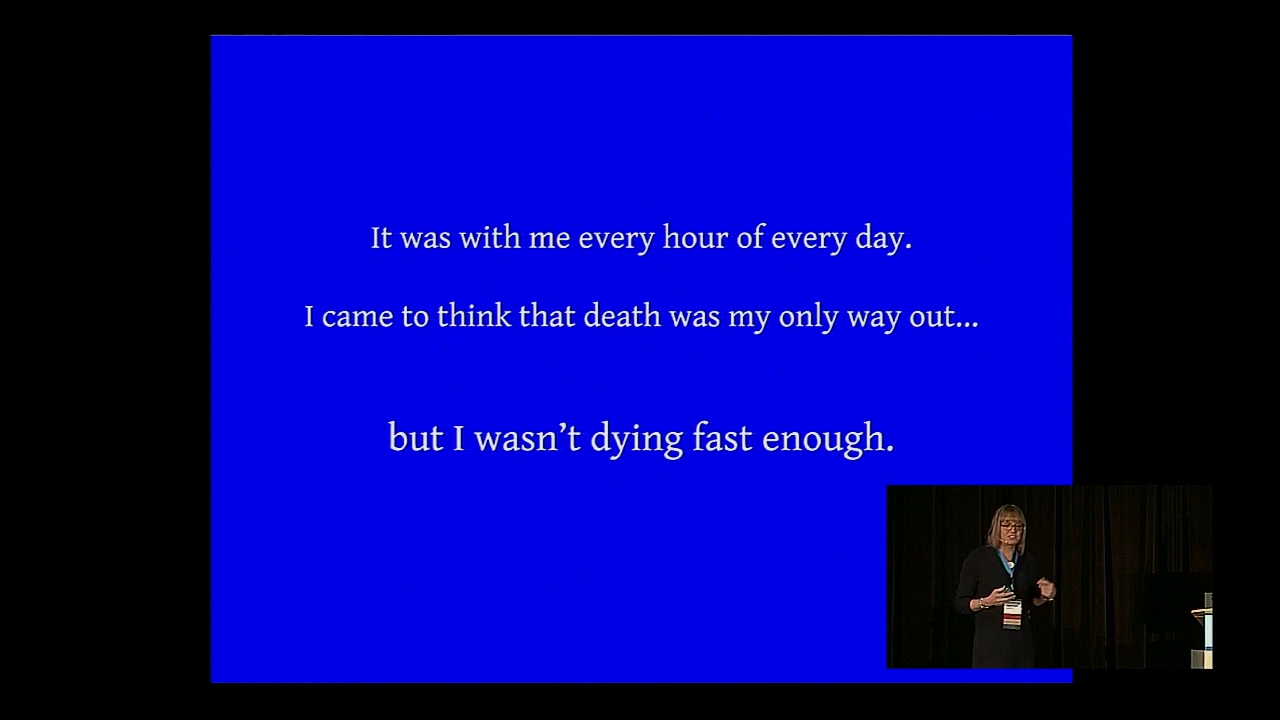 It was with me every hour of every day.
I came to think that death was my only way out...
but I wasn’t dying fast enough.